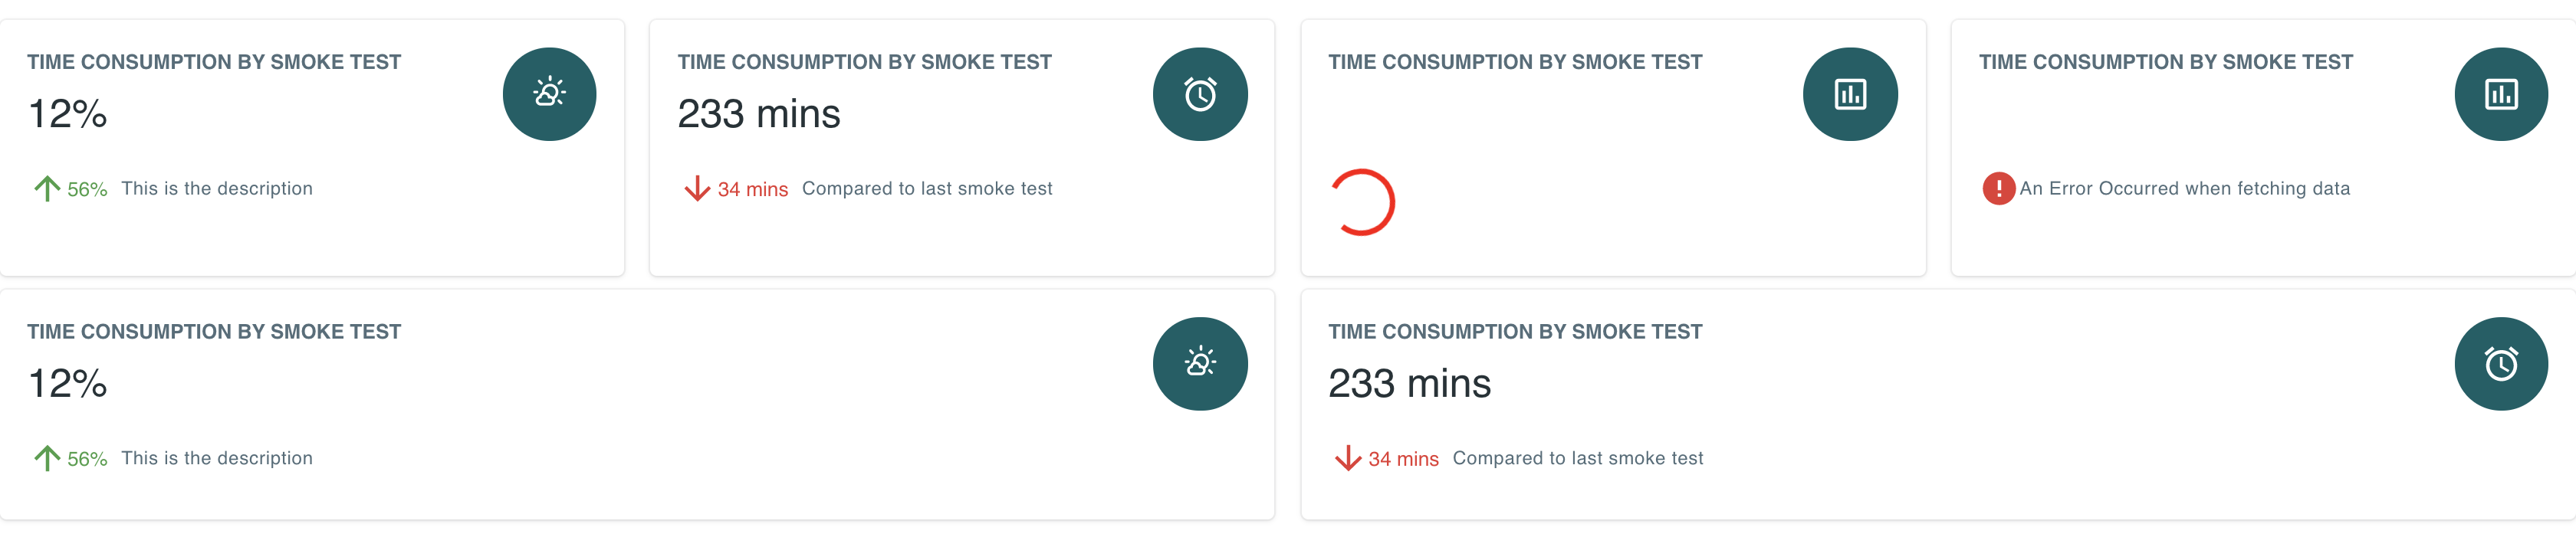 TIME CONSUMPTION BY SMOKE TEST
12%
56% This is the description
TIME CONSUMPTION BY SMOKE TEST
233 mins
34 mins Compared to last smoke test
TIME CONSUMPTION BY SMOKE TEST
TIME CONSUMPTION BY SMOKE TEST
An Error Occurred when fetching data
TIME CONSUMPTION BY SMOKE TEST
12%
56% This is the description
TIME CONSUMPTION BY SMOKE TEST
233 mins
34 mins Compared to last smoke test